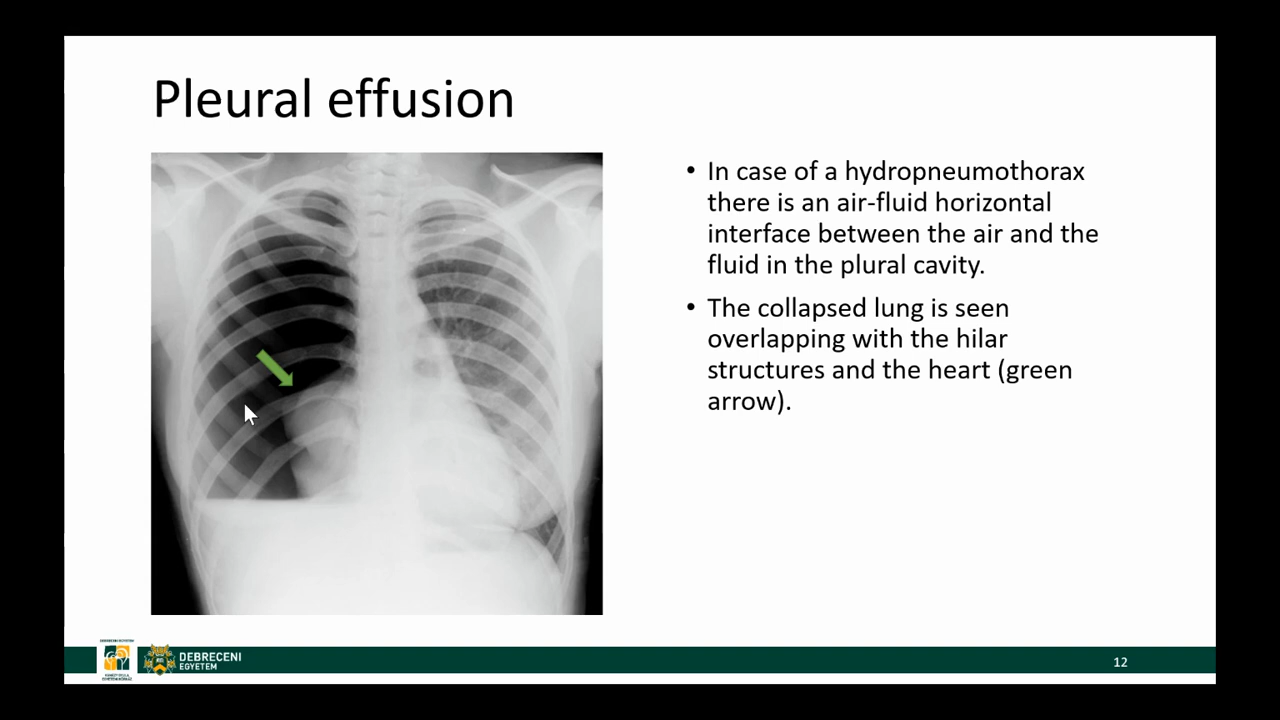 Pleural effusion
• In case of a hydropneumothorax
there is an air-fluid horizontal
interface between the air and the
fluid in the plural cavity.
• The collapsed lung is seen
overlapping with the hilar
structures and the heart (green
arrow).
DEBRECENI
EGYETEM
12